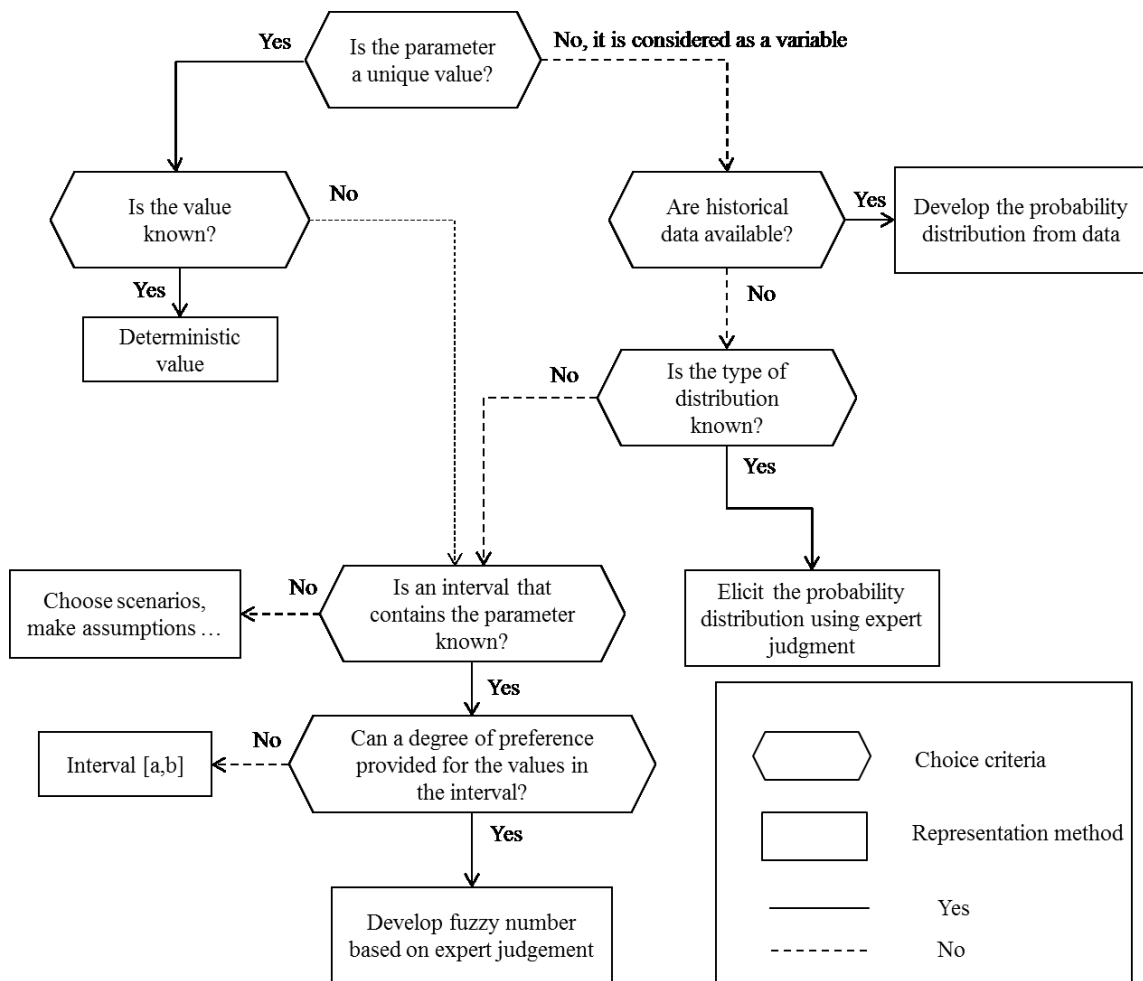 Yes
Is the parameter
a unique value?
No, it is considered as a variable
Is the value
known?
No
Are historical
data available?
Yes
Develop the probability
distribution from data
Yes
Deterministic
value
No
No
Is the type of
distribution
known?
Yes
Choose scenarios,
make assumptions …
No
Is an interval that
contains the parameter
known?
Elicit the probability
distribution using expert
judgment
Yes
Interval [a,b]
No
Can a degree of preference
provided for the values in
the interval?
Yes
Develop fuzzy number
based on expert judgement
Choice criteria
Representation method
Yes
No